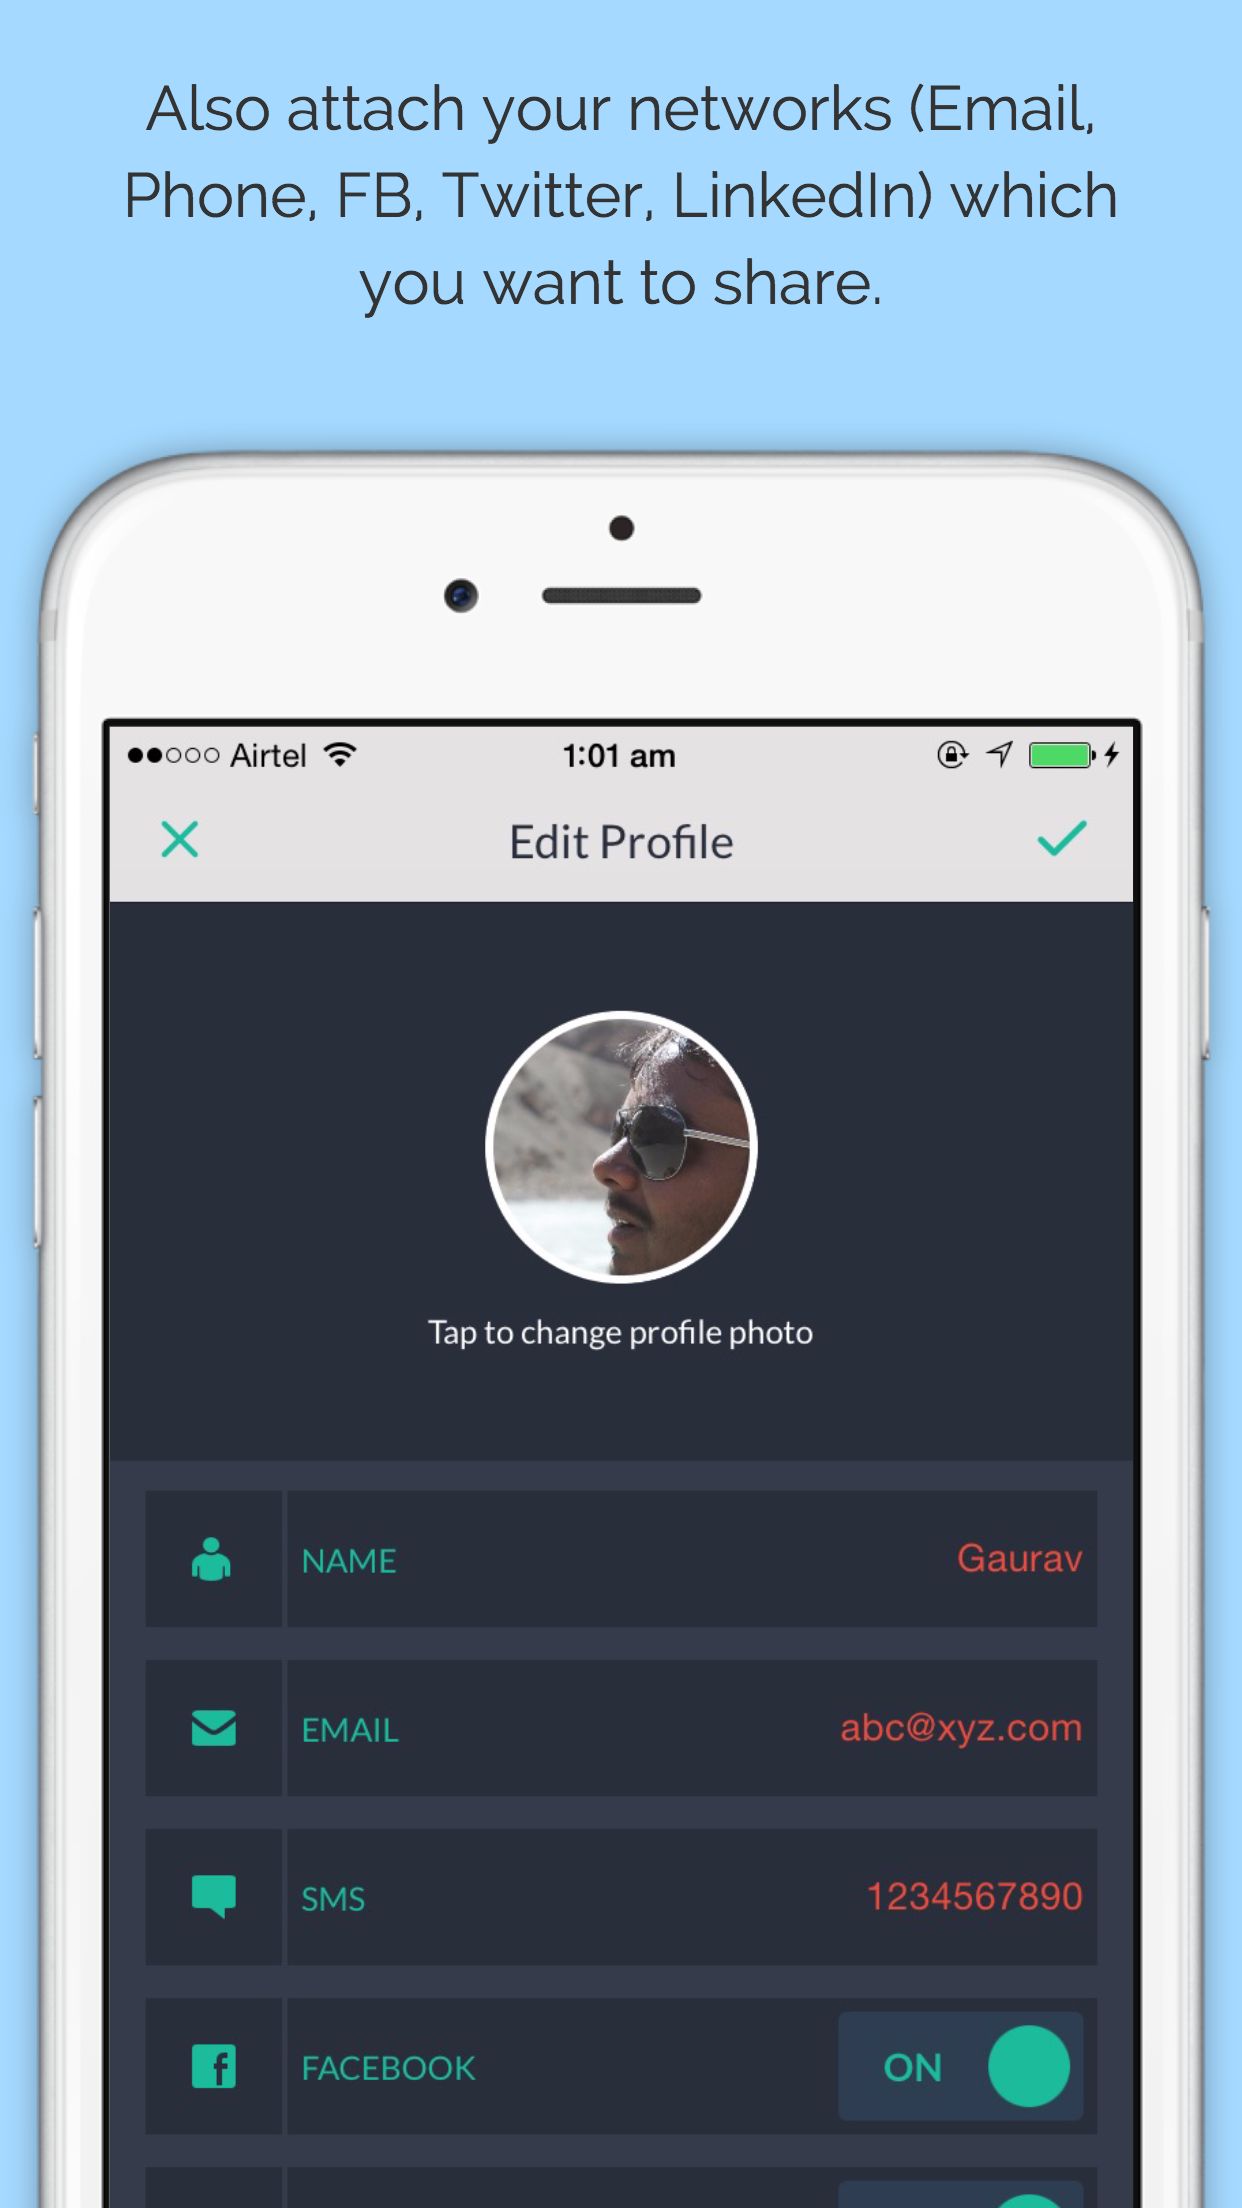 Also attach your networks (Email,
Phone, FB, Twitter, LinkedIn) which
you want to share.
Airtel 1:01 am
Edit Profile
Tap to change profile photo
NAME Gaurav
EMAIL abc@xyz.com
SMS 1234567890
FACEBOOK ON